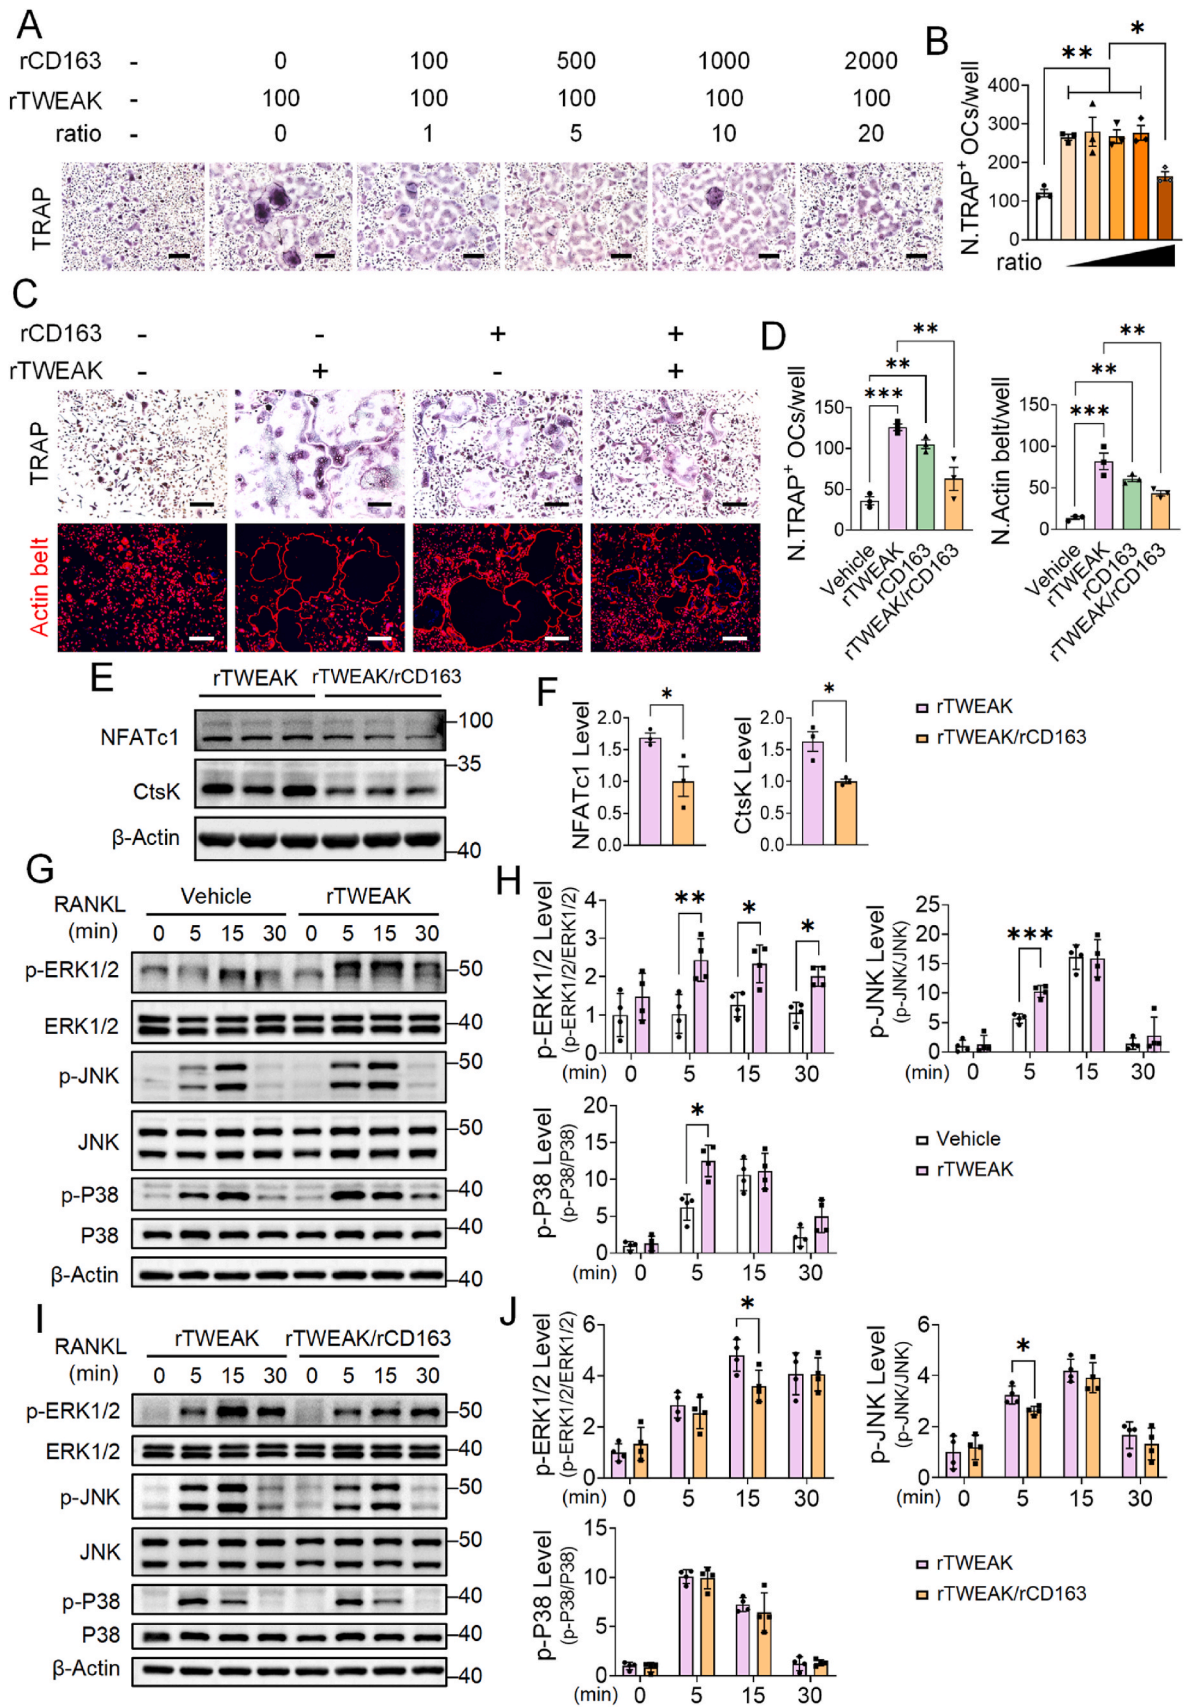 A
rCD163 - 0 100 500 1000 2000
rTWEAK - 100 100 100 100 100
ratio - 0 1 5 10 20
TRAP
B
N.TRAP⁺ OCs/well
400
300
200
100
0
** *
ratio
C
rCD163 - - + +
rTWEAK - + - +
TRAP
Actin belt
D
N.TRAP⁺ OCs/well
150
100
50
0
*** ** **
Vehicle
rTWEAK
rCD163
rTWEAK/rCD163
N.Actin belt/well
150
100
50
0
*** ** **
Vehicle
rTWEAK
rCD163
rTWEAK/rCD163
E
rTWEAK rTWEAK/rCD163
NFATc1 100
35
CtsK
β-Actin
40
F
NFATc1 Level
2.0
1.5
1.0
0.5
0.0
*
CtsK Level
2.0
1.5
1.0
0.5
0.0
*
rTWEAK
rTWEAK/rCD163
G
Vehicle rTWEAK
RANKL
(min) 0 5 15 30 0 5 15 30
p-ERK1/2 50
ERK1/2 40
p-JNK 50
JNK 50
p-P38 40
P38 40
β-Actin 40
H
p-ERK1/2 Level
(p-ERK1/2/ERK1/2)
4
3
2
1
0
** * *
(min) 0 5 15 30
p-JNK Level
(p-JNK/JNK)
25
20
15
10
5
0
***
(min) 0 5 15 30
p-P38 Level
(p-P38/P38)
20
15
10
5
0
*
(min) 0 5 15 30
Vehicle
rTWEAK
I
rTWEAK rTWEAK/rCD163
RANKL
(min) 0 5 15 30 0 5 15 30
p-ERK1/2 50
ERK1/2 40
p-JNK 50
JNK 50
p-P38 40
P38 40
β-Actin 40
J
p-ERK1/2 Level
(p-ERK1/2/ERK1/2)
6
4
2
0
*
(min) 0 5 15 30
p-JNK Level
(p-JNK/JNK)
6
4
2
0
*
(min) 0 5 15 30
p-P38 Level
(p-P38/P38)
15
10
5
0
(min) 0 5 15 30
rTWEAK
rTWEAK/rCD163